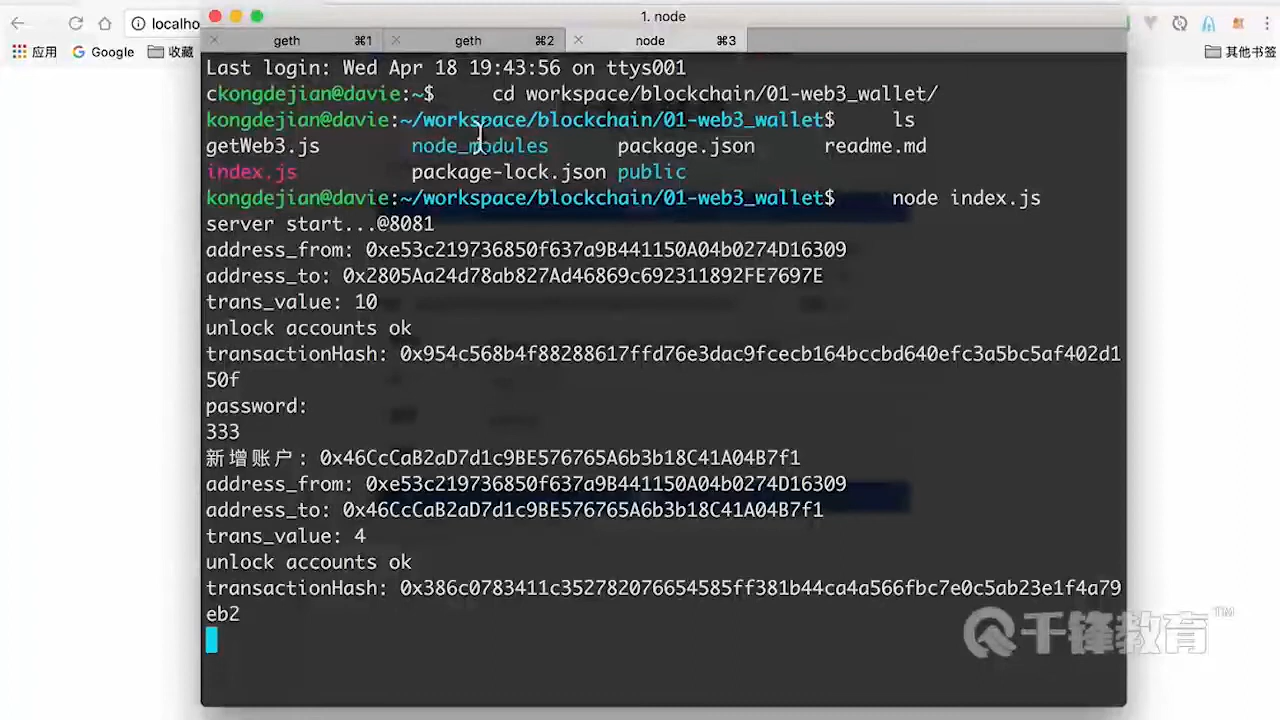 1. node
localho
geth ⌘1 geth ⌘2 node ⌘3
应用 Google 收藏 其他书签
Last login: Wed Apr 18 19:43:56 on ttys001
ckongdejian@davie:~$ cd workspace/blockchain/01-web3_wallet/
kongdejian@davie:~/workspace/blockchain/01-web3_wallet$ ls
getWeb3.js node_modules package.json readme.md
index.js package-lock.json public
kongdejian@davie:~/workspace/blockchain/01-web3_wallet$ node index.js
server start...@8081
address_from: 0xe53c219736850f637a9B441150A04b0274D16309
address_to: 0x2805Aa24d78ab827Ad46869c692311892FE7697E
trans_value: 10
unlock accounts ok
transactionHash: 0x954c568b4f88288617ffd76e3dac9fcecb164bccbd640efc3a5bc5af402d1
50f
password:
333
新增账户: 0x46CcCaB2aD7d1c9BE576765A6b3b18C41A04B7f1
address_from: 0xe53c219736850f637a9B441150A04b0274D16309
address_to: 0x46CcCaB2aD7d1c9BE576765A6b3b18C41A04B7f1
trans_value: 4
unlock accounts ok
transactionHash: 0x386c0783411c352782076654585ff381b44ca4a566fbc7e0c5ab23e1f4a79
eb2
千锋教育™